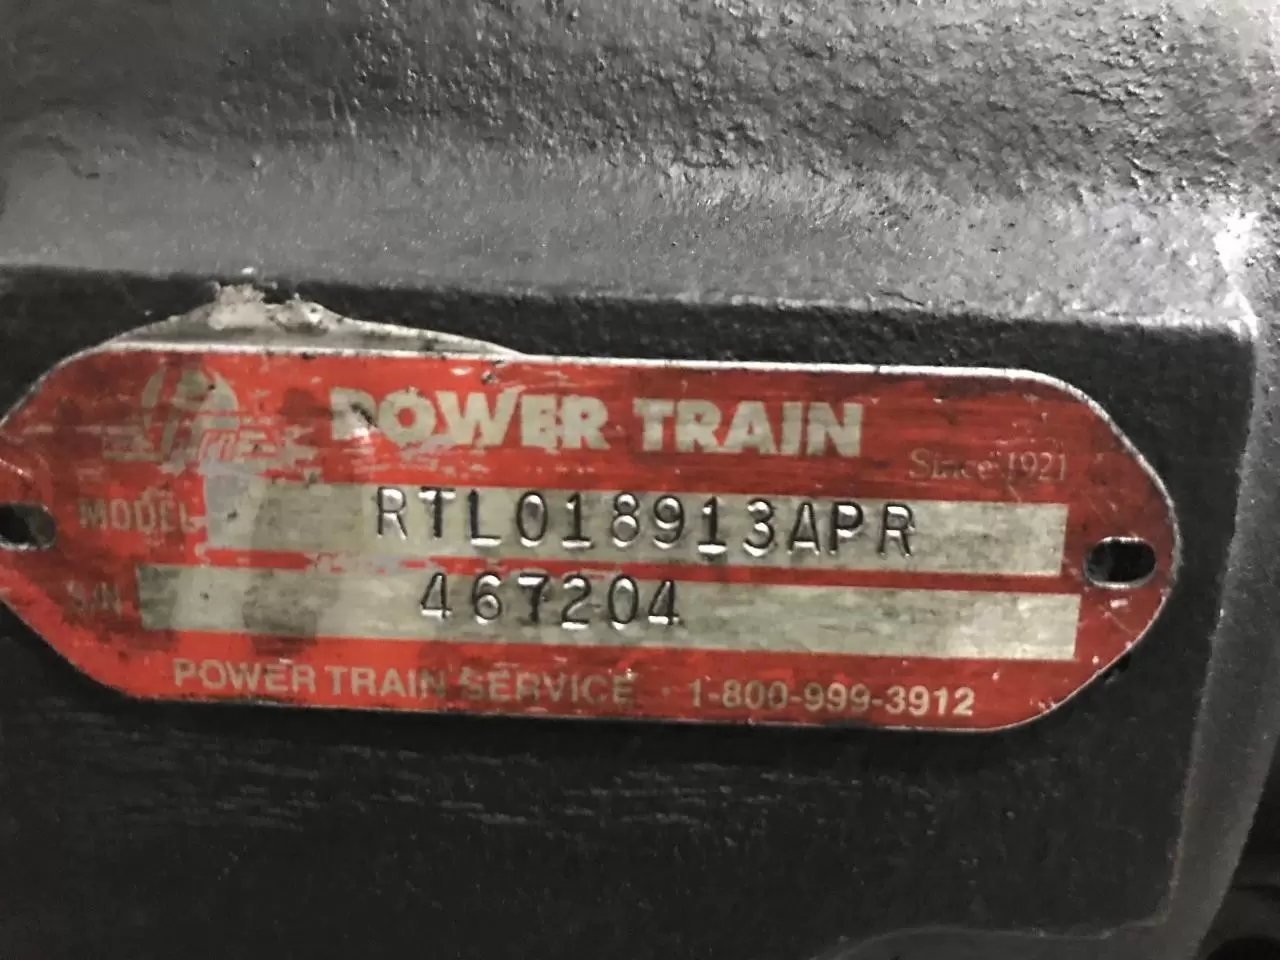 POWER TRAIN
Since 1921
MODEL RTL018913APR
S/N 467204
POWER TRAIN SERVICE 1-800-999-3912